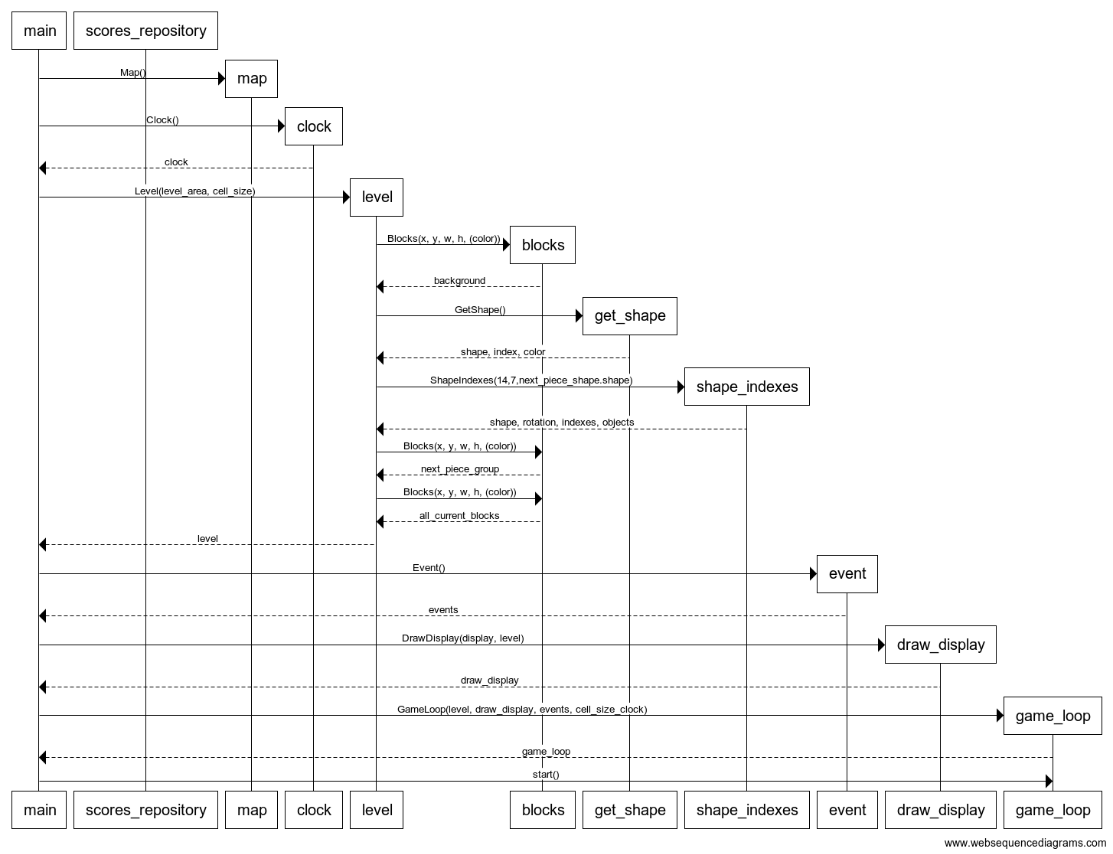 main
scores_repository
Map()
map
Clock()
clock
clock
Level(level_area, cell_size)
level
Blocks(x, y, w, h, (color))
blocks
background
GetShape()
get_shape
shape, index, color
ShapeIndexes(14,7,next_piece_shape.shape)
shape_indexes
shape, rotation, indexes, objects
Blocks(x, y, w, h, (color))
next_piece_group
Blocks(x, y, w, h, (color))
all_current_blocks
level
Event()
event
events
DrawDisplay(display, level)
draw_display
draw_display
GameLoop(level, draw_display, events, cell_size_clock)
game_loop
game_loop
start()
main
scores_repository
map
clock
level
blocks
get_shape
shape_indexes
event
draw_display
game_loop
www.websequencediagrams.com